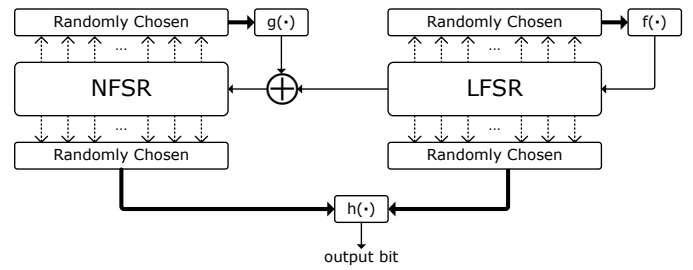 Randomly Chosen
g(·)
Randomly Chosen
f(·)
...
...
NFSR
LFSR
...
...
Randomly Chosen
Randomly Chosen
h(·)
output bit